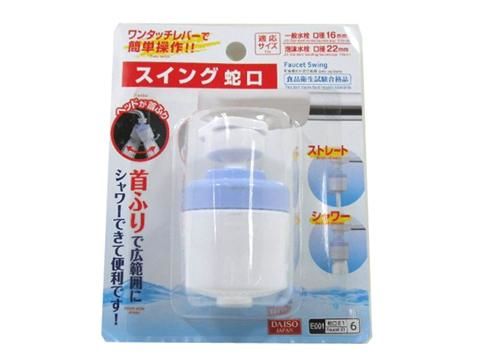 ワンタッチレバーで
簡単操作!!
適応
サイズ
一般水栓 口径16mm
泡沫水栓 口径22mm
スイング蛇口
Faucet Swing
食品衛生試験合格品
ヘッドが首ふり
ストレート
シャワー
首ふりで広範囲に
シャワーできて便利です!
DAISO
JAPAN
E001
6